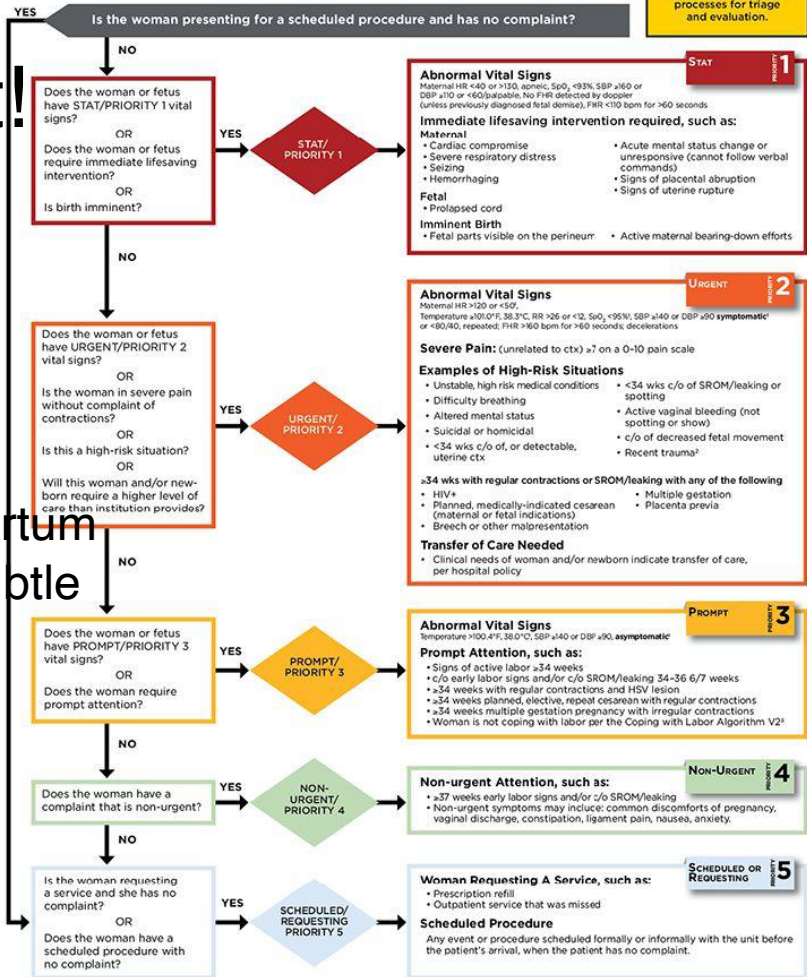 processes for triage
and evaluation.
YES
Is the woman presenting for a scheduled procedure and has no complaint?
NO
Does the woman or fetus
have STAT/PRIORITY 1 vital
signs?
OR
Does the woman or fetus
require immediate lifesaving
intervention?
OR
Is birth imminent?
YES
STAT/
PRIORITY 1
STAT
PRIORITY 1
Abnormal Vital Signs
Maternal HR <40 or >130, apneic, SpO₂ <93%, SBP ≥160 or
DBP ≥110 or <60/palpable, No FHR detected by doppler
(unless previously diagnosed fetal demise), FHR <110 bpm for >60 seconds
Immediate lifesaving intervention required, such as:
Maternal
• Cardiac compromise
• Severe respiratory distress
• Seizing
• Hemorrhaging
• Acute mental status change or
unresponsive (cannot follow verbal
commands)
• Signs of placental abruption
• Signs of uterine rupture
Fetal
• Prolapsed cord
Imminent Birth
• Fetal parts visible on the perineum
• Active maternal bearing-down efforts
t!
NO
Does the woman or fetus
have URGENT/PRIORITY 2
vital signs?
OR
Is the woman in severe pain
without complaint of
contractions?
OR
Is this a high-risk situation?
OR
Will this woman and/or new-
born require a higher level of
care than institution provides?
YES
URGENT/
PRIORITY 2
URGENT
PRIORITY 2
Abnormal Vital Signs
Maternal HR >120 or <50¹,
Temperature ≥101.0°F, 38.3°C, RR >26 or <12, SpO₂ <95%¹, SBP ≥140 or DBP ≥90 symptomatic¹
or <80/40, repeated; FHR >160 bpm for >60 seconds; decelerations
Severe Pain: (unrelated to ctx) ≥7 on a 0-10 pain scale
Examples of High-Risk Situations
• Unstable, high risk medical conditions
• Difficulty breathing
• Altered mental status
• Suicidal or homicidal
• <34 wks c/o of, or detectable,
uterine ctx
• <34 wks c/o of SROM/leaking or
spotting
• Active vaginal bleeding (not
spotting or show)
• c/o of decreased fetal movement
• Recent trauma²
≥34 wks with regular contractions or SROM/leaking with any of the following
• HIV+
• Planned, medically-indicated cesarean
(maternal or fetal indications)
• Breech or other malpresentation
• Multiple gestation
• Placenta previa
Transfer of Care Needed
• Clinical needs of woman and/or newborn indicate transfer of care,
per hospital policy
rtum
btle
NO
Does the woman or fetus
have PROMPT/PRIORITY 3
vital signs?
OR
Does the woman require
prompt attention?
YES
PROMPT/
PRIORITY 3
PROMPT
PRIORITY 3
Abnormal Vital Signs
Temperature >100.4°F, 38.0°C, SBP ≥140 or DBP ≥90, asymptomatic¹
Prompt Attention, such as:
• Signs of active labor ≥34 weeks
• c/o early labor signs and/or c/o SROM/leaking 34-36 6/7 weeks
• ≥34 weeks with regular contractions and HSV lesion
• ≥34 weeks planned, elective, repeat cesarean with regular contractions
• ≥34 weeks multiple gestation pregnancy with irregular contractions
• Woman is not coping with labor per the Coping with Labor Algorithm V2³
NO
Does the woman have a
complaint that is non-urgent?
YES
NON-
URGENT/
PRIORITY 4
NON-URGENT
PRIORITY 4
Non-urgent Attention, such as:
• ≥37 weeks early labor signs and/or c/o SROM/leaking
• Non-urgent symptoms may include: common discomforts of pregnancy,
vaginal discharge, constipation, ligament pain, nausea, anxiety.
NO
Is the woman requesting
a service and she has no
complaint?
OR
Does the woman have a
scheduled procedure with
no complaint?
YES
SCHEDULED/
REQUESTING
PRIORITY 5
SCHEDULED OR
REQUESTING
PRIORITY 5
Woman Requesting A Service, such as:
• Prescription refill
• Outpatient service that was missed
Scheduled Procedure
Any event or procedure scheduled formally or informally with the unit before
the patient's arrival, when the patient has no complaint.